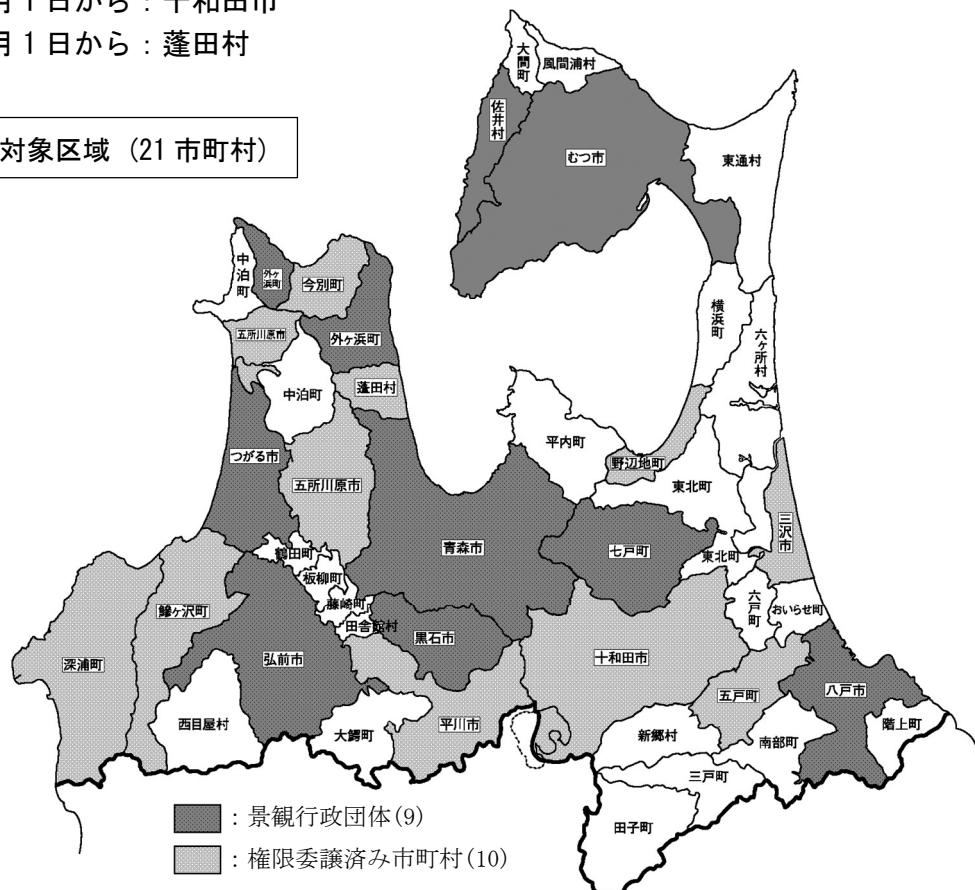 月1日から：十和田市
月1日から：蓬田村
対象区域（21市町村）
大間町
風間浦村
佐井村
むつ市
東通村
中泊町
外ヶ浜町
今別町
横浜町
五所川原市
外ヶ浜町
六ヶ所村
中泊町
蓬田村
平内町
野辺地町
つがる市
五所川原市
東北町
三沢市
青森市
七戸町
鶴田町
東北町
板柳町
六戸町
藤崎町
おいらせ町
鰺ヶ沢町
田舎館村
黒石市
深浦町
弘前市
十和田市
五戸町
八戸市
西目屋村
大鰐町
平川市
新郷村
南部町
階上町
三戸町
田子町
：景観行政団体(9)
：権限委譲済み市町村(10)